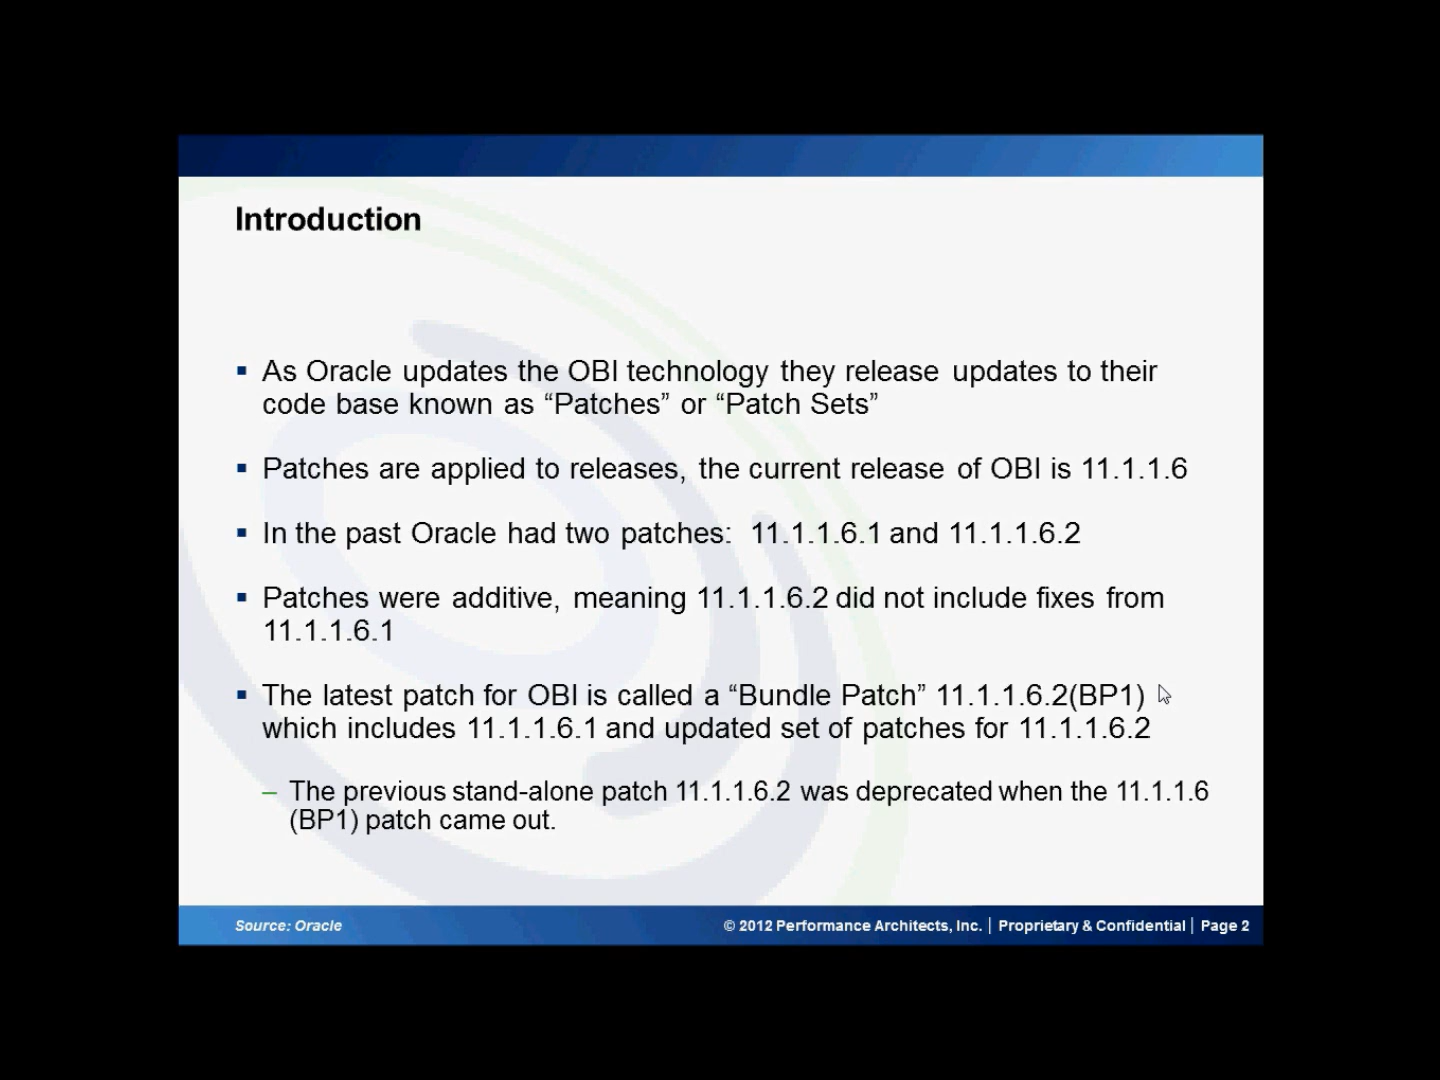 Introduction
▪ As Oracle updates the OBI technology they release updates to their
code base known as “Patches” or “Patch Sets”
▪ Patches are applied to releases, the current release of OBI is 11.1.1.6
▪ In the past Oracle had two patches: 11.1.1.6.1 and 11.1.1.6.2
▪ Patches were additive, meaning 11.1.1.6.2 did not include fixes from
11.1.1.6.1
▪ The latest patch for OBI is called a “Bundle Patch” 11.1.1.6.2(BP1)
which includes 11.1.1.6.1 and updated set of patches for 11.1.1.6.2
– The previous stand-alone patch 11.1.1.6.2 was deprecated when the 11.1.1.6
(BP1) patch came out.
Source: Oracle
© 2012 Performance Architects, Inc. | Proprietary & Confidential | Page 2